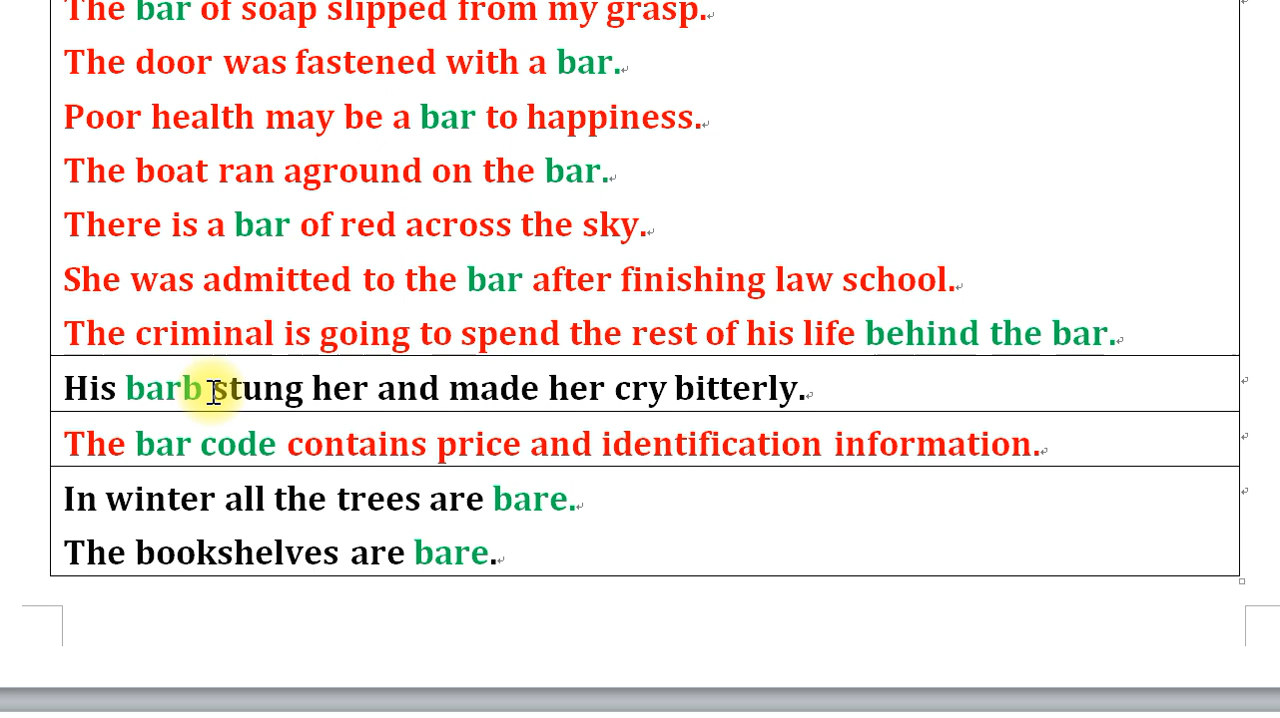 The bar of soap slipped from my grasp.
The door was fastened with a bar.
Poor health may be a bar to happiness.
The boat ran aground on the bar.
There is a bar of red across the sky.
She was admitted to the bar after finishing law school.
The criminal is going to spend the rest of his life behind the bar.
His barb stung her and made her cry bitterly.
The bar code contains price and identification information.
In winter all the trees are bare.
The bookshelves are bare.